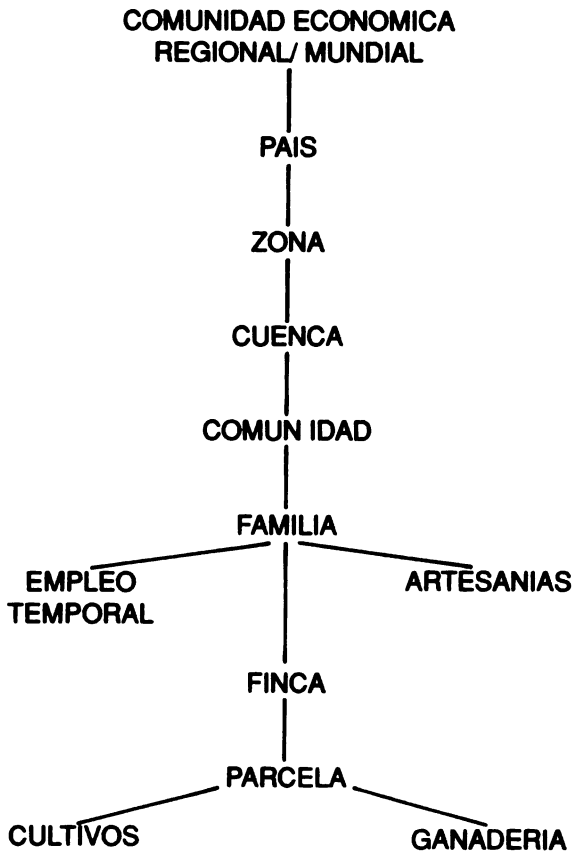 COMUNIDAD ECONOMICA
REGIONAL/ MUNDIAL
PAIS
ZONA
CUENCA
COMUN IDAD
FAMILIA
EMPLEO
TEMPORAL
ARTESANIAS
FINCA
PARCELA
CULTIVOS
GANADERIA